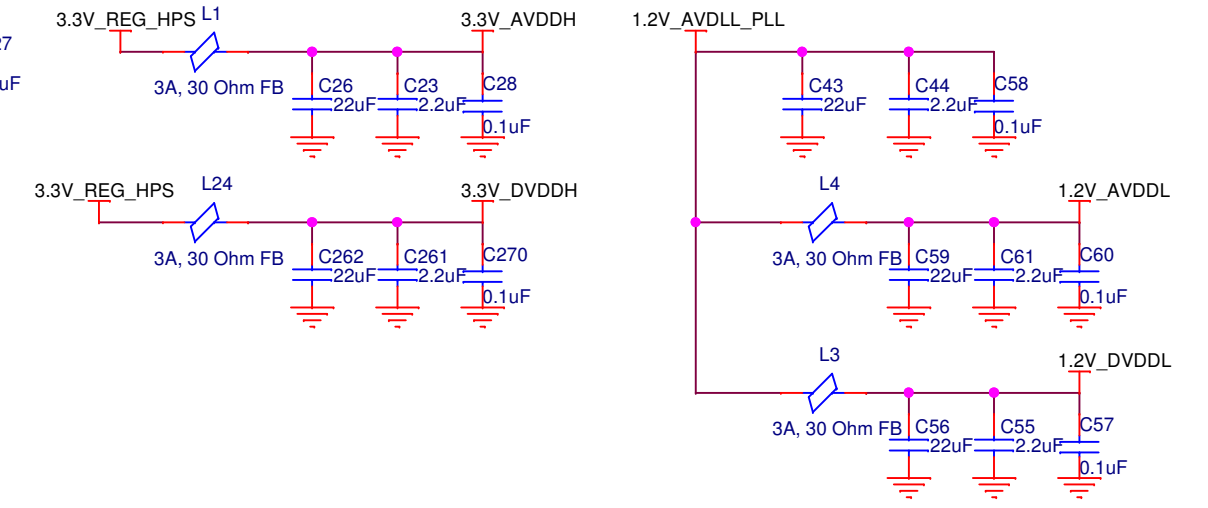 3.3V_REG_HPS
L1
3.3V_AVDDH
3A, 30 Ohm FB
C26
22uF
C23
2.2uF
C28
0.1uF
27
uF
3.3V_REG_HPS
L24
3.3V_DVDDH
3A, 30 Ohm FB
C262
22uF
C261
2.2uF
C270
0.1uF
1.2V_AVDLL_PLL
C43
22uF
C44
2.2uF
C58
0.1uF
L4
1.2V_AVDDL
3A, 30 Ohm FB
C59
22uF
C61
2.2uF
C60
0.1uF
L3
1.2V_DVDDL
3A, 30 Ohm FB
C56
22uF
C55
2.2uF
C57
0.1uF